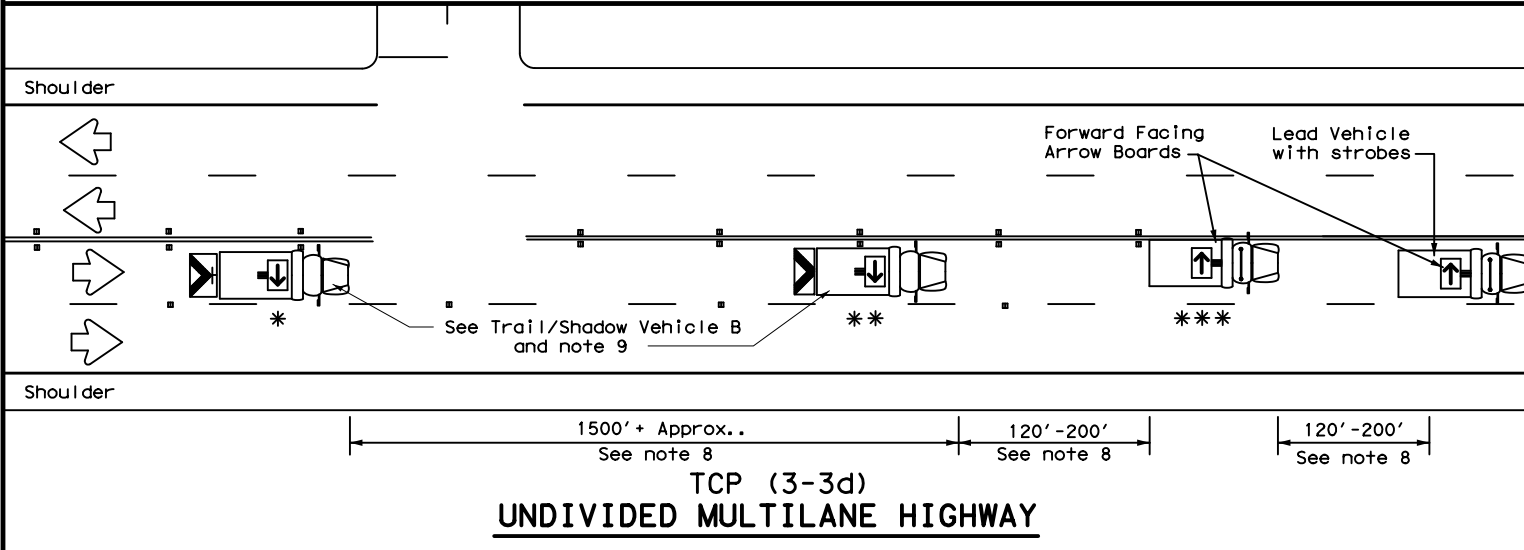 Shoulder
Forward Facing
Arrow Boards
Lead Vehicle
with strobes
*
**
***
See Trail/Shadow Vehicle B
and note 9
Shoulder
1500'+ Approx..
See note 8
120'-200'
See note 8
120'-200'
See note 8
TCP (3-3d)
UNDIVIDED MULTILANE HIGHWAY